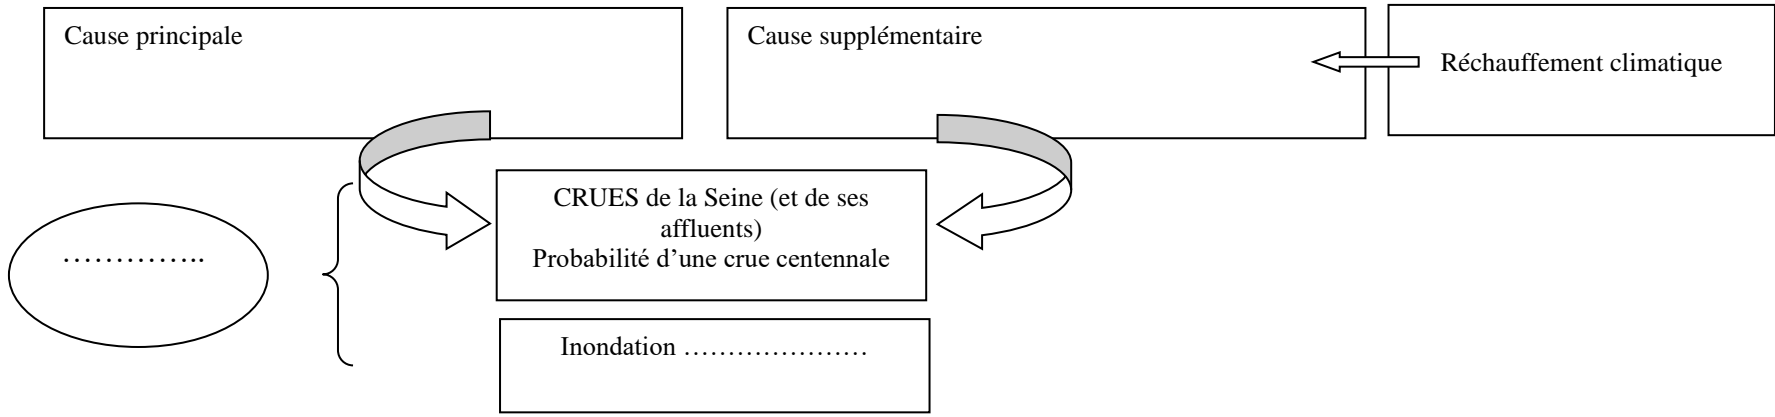 Cause principale
Cause supplémentaire
Réchauffement climatique
CRUES de la Seine (et de ses
affluents)
Probabilité d’une crue centennale
…………..
Inondation …………………